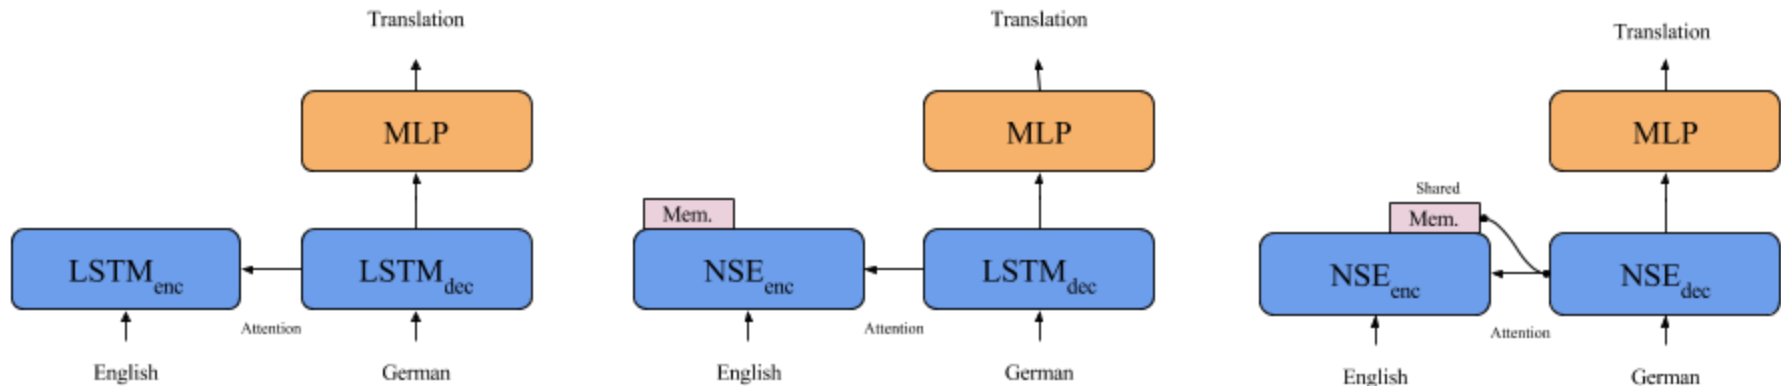 Translation
MLP
LSTMenc
LSTMdec
Attention
English
German
Translation
MLP
Mem.
NSEenc
LSTMdec
Attention
English
German
Translation
MLP
Shared
Mem.
NSEenc
NSEdec
Attention
English
German